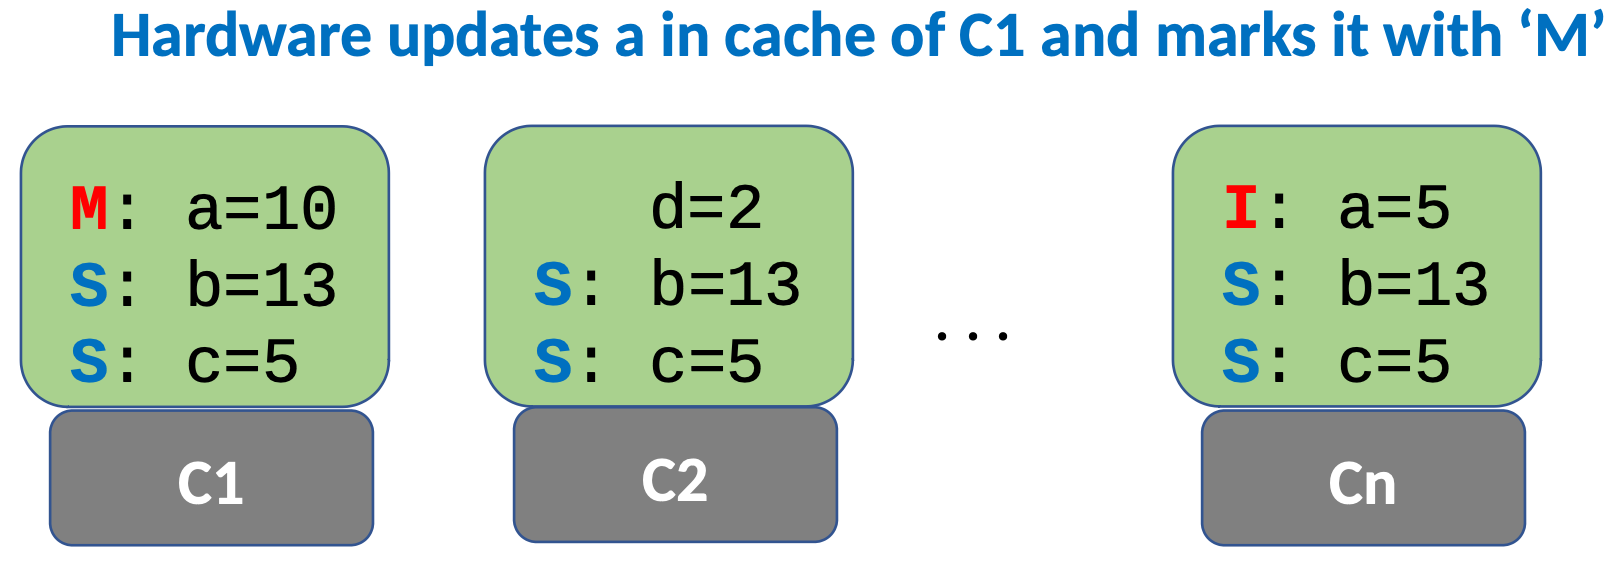 Hardware updates a in cache of C1 and marks it with ‘M’
M: a=10
S: b=13
S: c=5
C1
d=2
S: b=13
S: c=5
C2
...
I: a=5
S: b=13
S: c=5
Cn